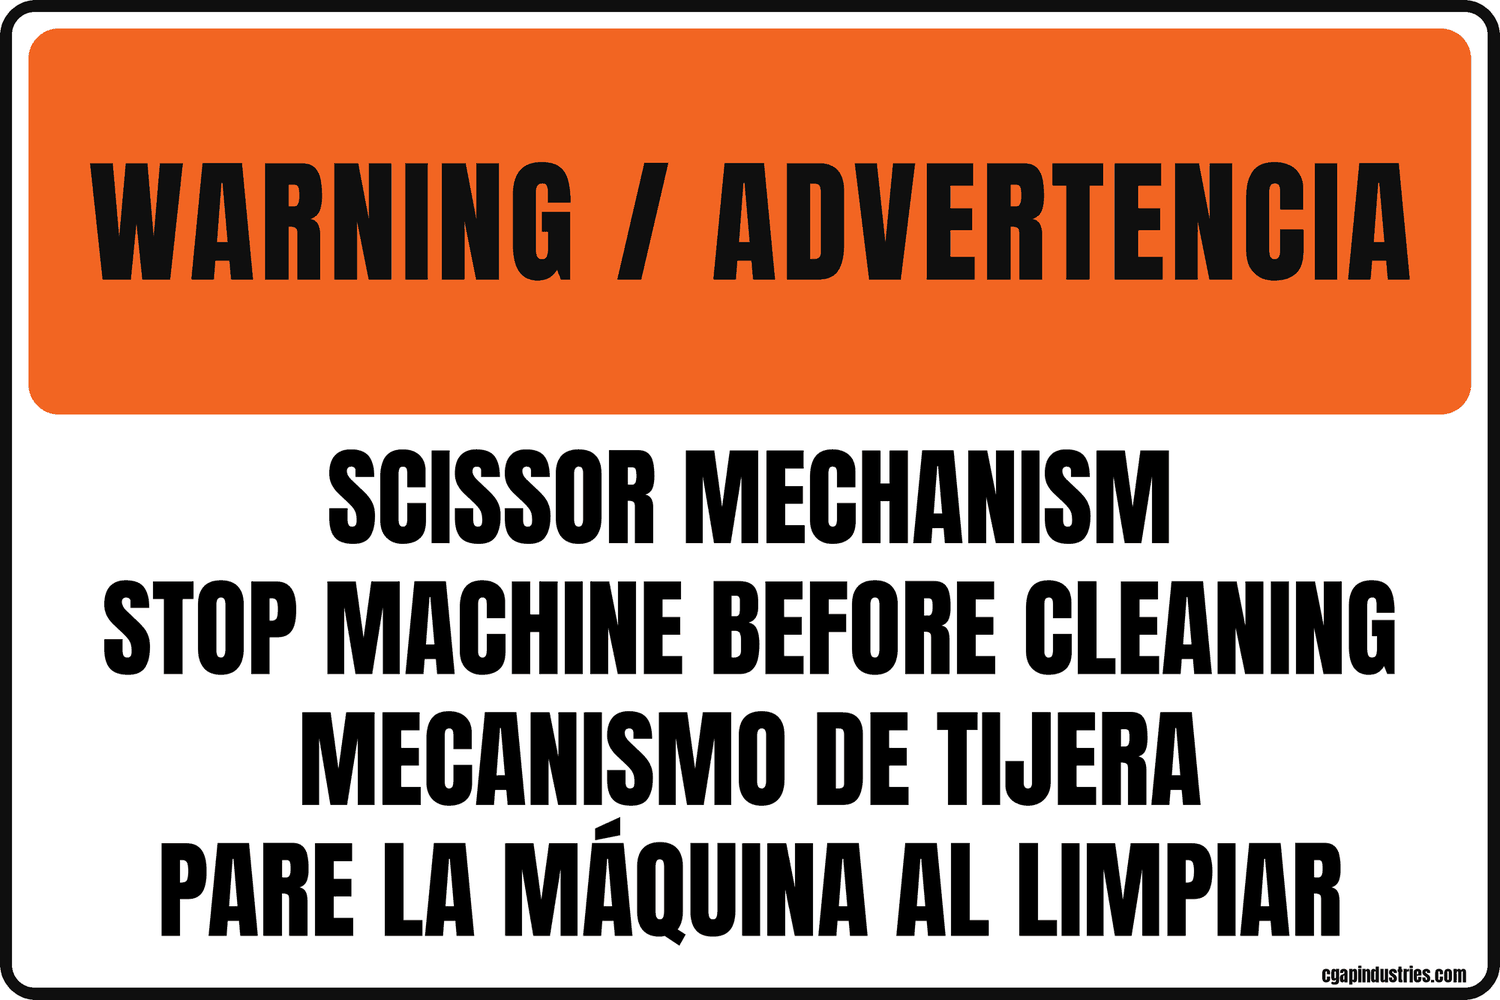 WARNING / ADVERTENCIA
SCISSOR MECHANISM
STOP MACHINE BEFORE CLEANING
MECANISMO DE TIJERA
PARE LA MÁQUINA AL LIMPIAR
cgapindustries.com